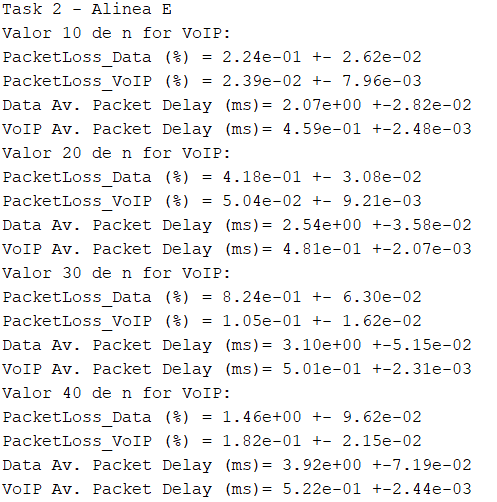 Task 2 - Alinea E
Valor 10 de n for VoIP:
PacketLoss_Data (%) = 2.24e-01 +- 2.62e-02
PacketLoss_VoIP (%) = 2.39e-02 +- 7.96e-03
Data Av. Packet Delay (ms)= 2.07e+00 +-2.82e-02
VoIP Av. Packet Delay (ms)= 4.59e-01 +-2.48e-03
Valor 20 de n for VoIP:
PacketLoss_Data (%) = 4.18e-01 +- 3.08e-02
PacketLoss_VoIP (%) = 5.04e-02 +- 9.21e-03
Data Av. Packet Delay (ms)= 2.54e+00 +-3.58e-02
VoIP Av. Packet Delay (ms)= 4.81e-01 +-2.07e-03
Valor 30 de n for VoIP:
PacketLoss_Data (%) = 8.24e-01 +- 6.30e-02
PacketLoss_VoIP (%) = 1.05e-01 +- 1.62e-02
Data Av. Packet Delay (ms)= 3.10e+00 +-5.15e-02
VoIP Av. Packet Delay (ms)= 5.01e-01 +-2.31e-03
Valor 40 de n for VoIP:
PacketLoss_Data (%) = 1.46e+00 +- 9.62e-02
PacketLoss_VoIP (%) = 1.82e-01 +- 2.15e-02
Data Av. Packet Delay (ms)= 3.92e+00 +-7.19e-02
VoIP Av. Packet Delay (ms)= 5.22e-01 +-2.44e-03